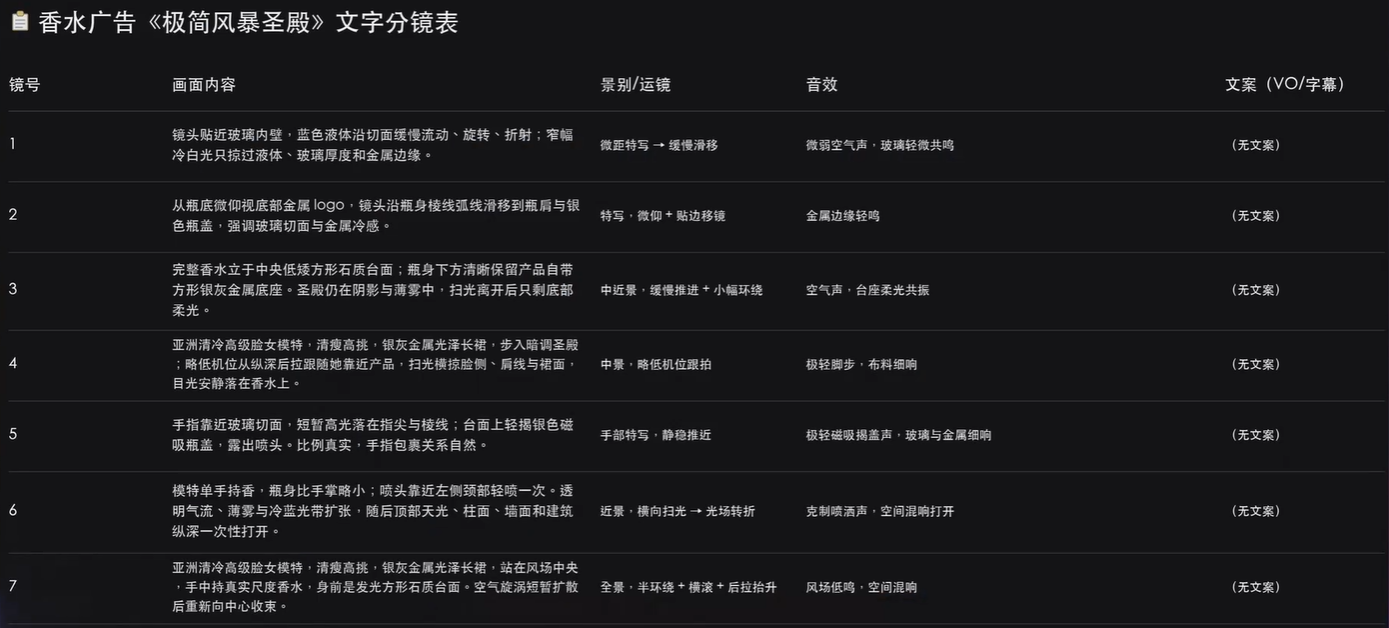 📋 香水广告《极简风暴圣殿》文字分镜表
镜号 画面内容 景别/运镜 音效 文案（VO/字幕）
1 镜头贴近玻璃内壁，蓝色液体沿切面缓慢流动、旋转、折射；窄幅 微距特写 → 缓慢滑移 微弱空气声，玻璃轻微共鸣 （无文案）
冷白光只掠过液体、玻璃厚度和金属边缘。
2 从瓶底微仰视底部金属 logo，镜头沿瓶身棱线弧线滑移到瓶肩与银 特写，微仰 + 贴边移镜 金属边缘轻鸣 （无文案）
色瓶盖，强调玻璃切面与金属冷感。
3 完整香水立于中央低矮方形石质台面；瓶身下方清晰保留产品自带 中近景，缓慢推进 + 小幅环绕 空气声，台座柔光共振 （无文案）
方形银灰金属底座。圣殿仍在阴影与薄雾中，扫光离开后只剩底部
柔光。
4 亚洲清冷高级脸女模特，清瘦高挑，银灰金属光泽长裙，步入暗调圣殿 中景，略低机位跟拍 极轻脚步，布料细响 （无文案）
；略低机位从纵深后拉跟随她靠近产品，扫光横掠脸侧、肩线与裙面，
目光安静落在香水上。
5 手指靠近玻璃切面，短暂高光落在指尖与棱线；台面上轻揭银色磁 手部特写，静稳推近 极轻磁吸揭盖声，玻璃与金属细响 （无文案）
吸瓶盖，露出喷头。比例真实，手指包裹关系自然。
6 模特单手持香，瓶身比手掌略小；喷头靠近左侧颈部轻喷一次。透 近景，横向扫光 → 光场转折 克制喷洒声，空间混响打开 （无文案）
明气流、薄雾与冷蓝光带扩张，随后顶部天光、柱面、墙面和建筑
纵深一次性打开。
7 亚洲清冷高级脸女模特，清瘦高挑，银灰金属光泽长裙，站在风场中央 全景，半环绕 + 横滚 + 后拉抬升 风场低鸣，空间混响 （无文案）
，手中持真实尺度香水，身前是发光方形石质台面。空气旋涡短暂扩散
后重新向中心收束。